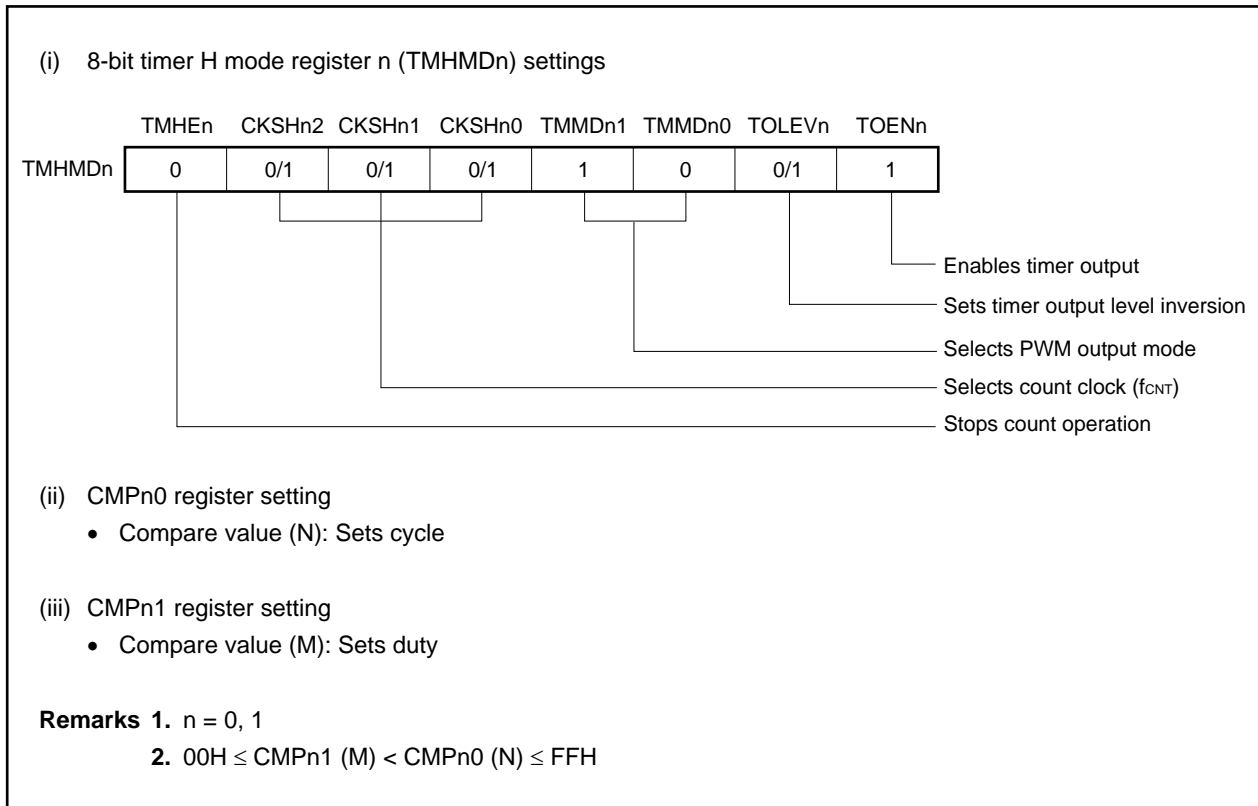 (i) 8-bit timer H mode register n (TMHMDn) settings
TMHEn CKSHn2 CKSHn1 CKSHn0 TMMDn1 TMMDn0 TOLEVn TOENn
TMHMDn 0 0/1 0/1 0/1 1 0 0/1 1
Enables timer output
Sets timer output level inversion
Selects PWM output mode
Selects count clock (fCNT)
Stops count operation
(ii) CMPn0 register setting
• Compare value (N): Sets cycle
(iii) CMPn1 register setting
• Compare value (M): Sets duty
Remarks 1. n = 0, 1
2. 00H ≤ CMPn1 (M) < CMPn0 (N) ≤ FFH